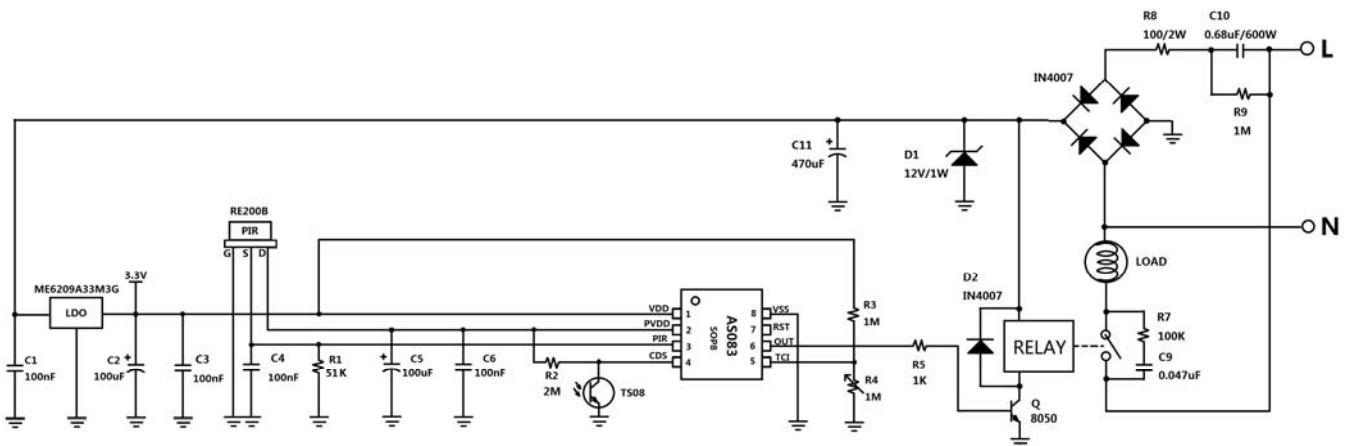 R8
100/2W
C10
0.68uF/600W
L
IN4007
R9
1M
C11
470uF
+
D1
12V/1W
RE200B
PIR
G S D
N
LOAD
ME6209A33M3G
LDO
3.3V
D2
IN4007
R3
1M
R7
100K
C9
0.047uF
VDD
PVDD
PIR
CDS
1
2
3
4
AS083
SOP8
8
7
6
5
VSS
RST
OUT
TCI
RELAY
C1
100nF
C2
100uF
+
C3
100nF
C4
100nF
R1
51K
C5
100uF
+
C6
100nF
R2
2M
TS08
R4
1M
R5
1K
Q
8050